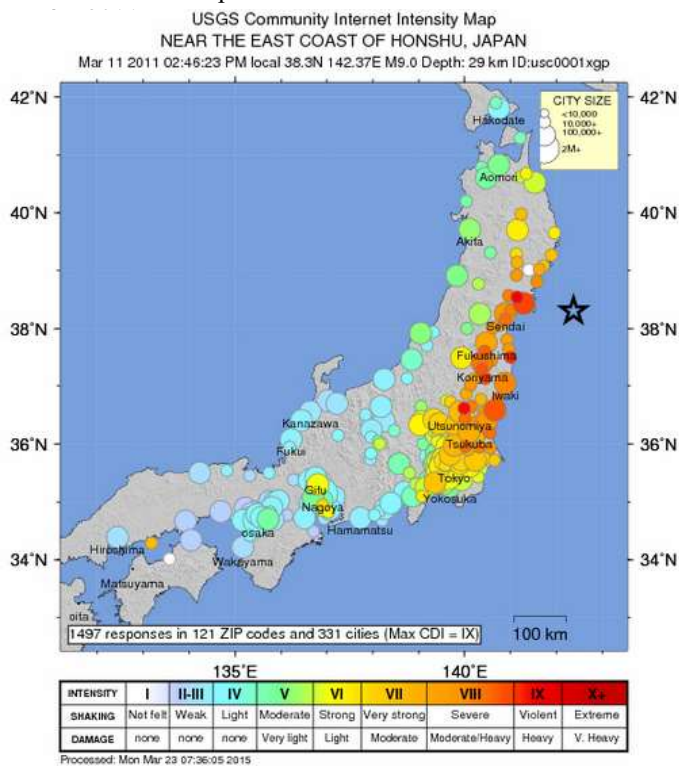 USGS Community Internet Intensity Map
NEAR THE EAST COAST OF HONSHU, JAPAN
Mar 11 2011 02:46:23 PM local 38.3N 142.37E M9.0 Depth: 29 km ID:usc0001xgp
42°N
CITY SIZE
<10,000
10,000+
100,000+
2M+
Hakodate
Aomori
40°N
Akita
38°N
Sendai
Fukushima
Koriyama
Iwaki
Kanazawa
Utsunomiya
36°N
Fukui
Tsukuba
Gifu
Tokyo
Nagoya
Yokosuka
Hiroshima
osaka
Hamamatsu
34°N
Wakayama
Matsuyama
oita
1497 responses in 121 ZIP codes and 331 cities (Max CDI = IX)
100 km
135°E 140°E
INTENSITY I II-III IV V VI VII VIII IX X+
SHAKING Not felt Weak Light Moderate Strong Very strong Severe Violent Extreme
DAMAGE none none none Very light Light Moderate Moderate/Heavy Heavy V. Heavy
Processed: Mon Mar 23 07:36:05 2015